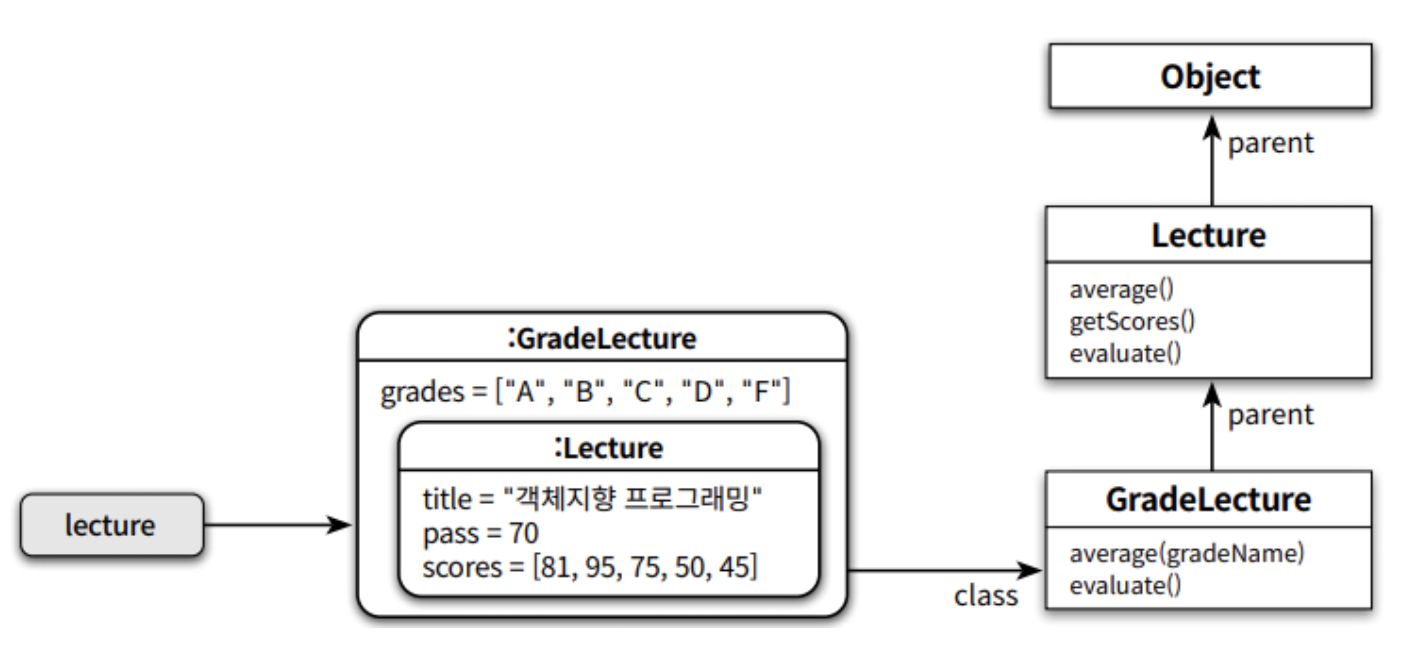 Object
parent
Lecture
average()
getScores()
evaluate()
parent
:GradeLecture
grades = ["A", "B", "C", "D", "F"]
:Lecture
title = "객체지향 프로그래밍"
pass = 70
scores = [81, 95, 75, 50, 45]
lecture
class
GradeLecture
average(gradeName)
evaluate()